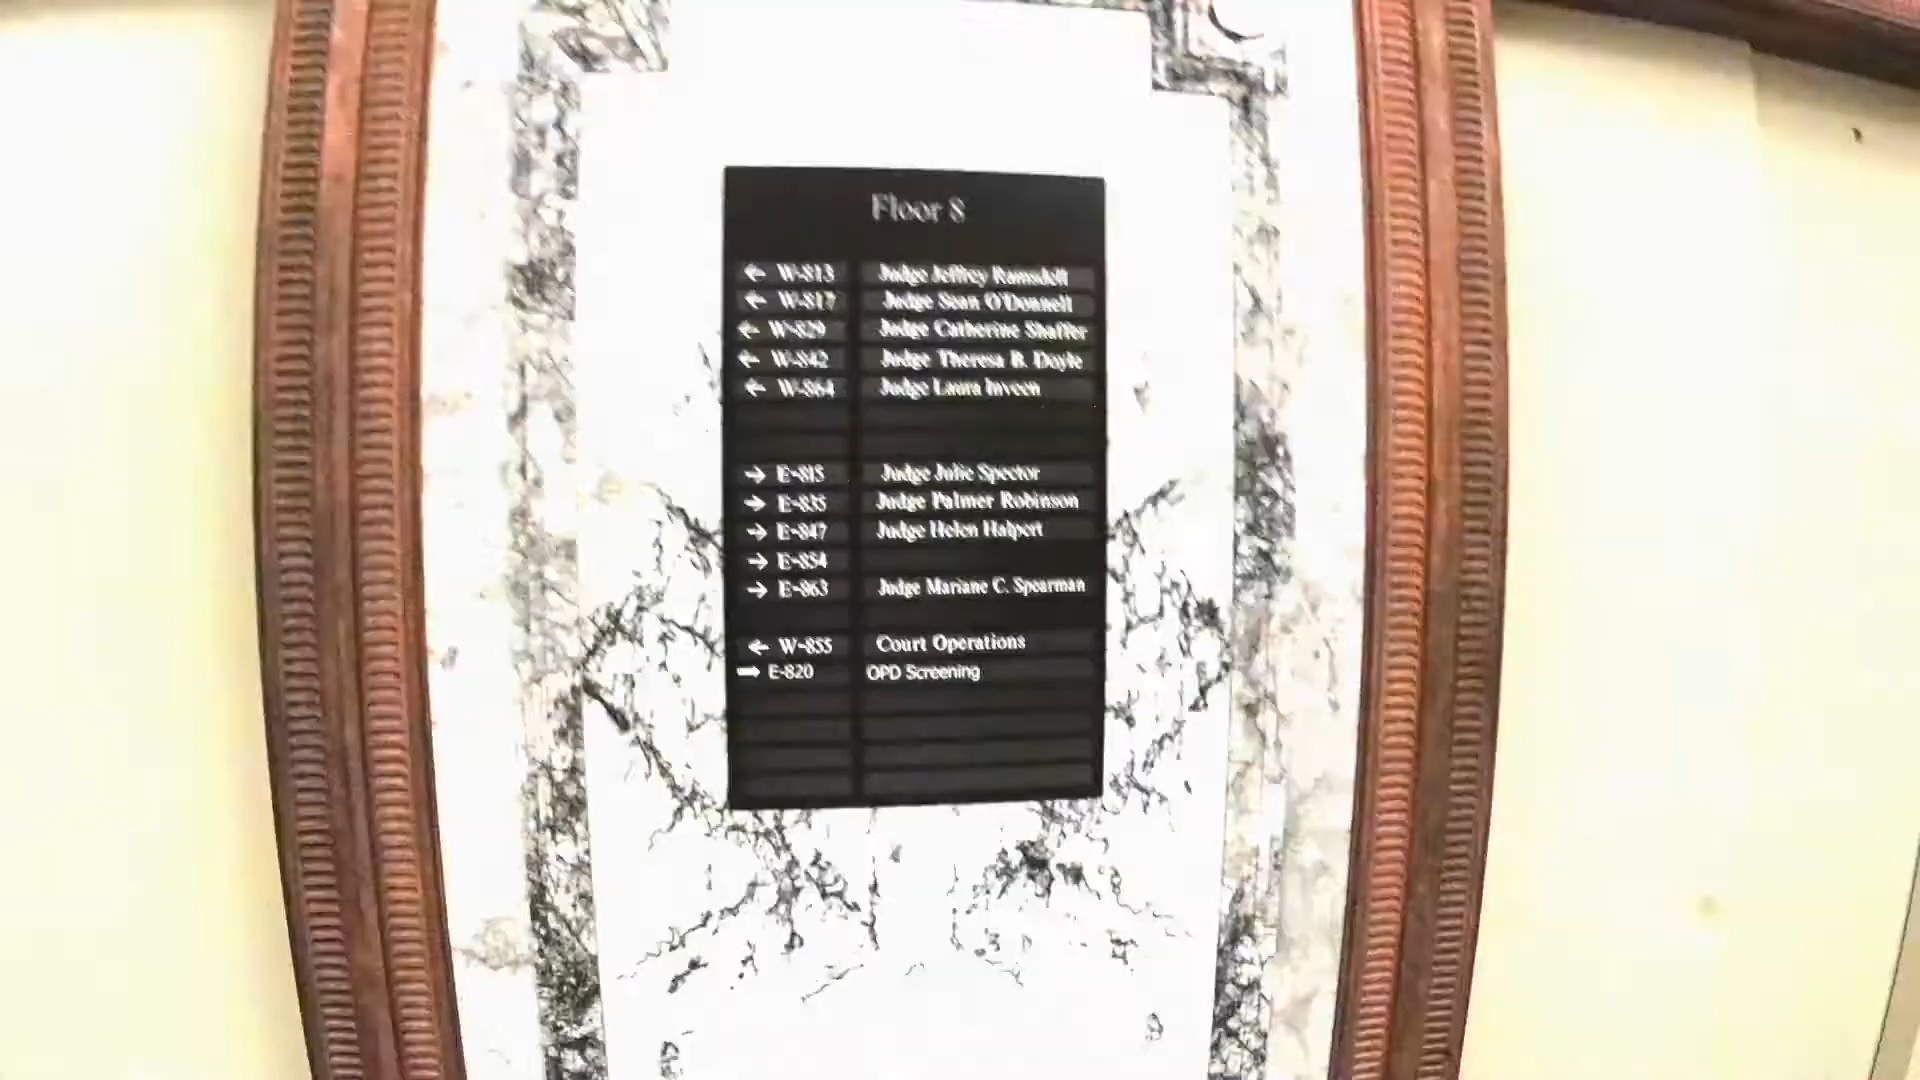 Floor 8
← W-813 Judge Jeffrey Ramsdell
← W-817 Judge Sean O'Donnell
← W-829 Judge Catherine Shaffer
← W-842 Judge Theresa B. Doyle
← W-864 Judge Laura Inveen
→ E-815 Judge Julie Spector
→ E-835 Judge Palmer Robinson
→ E-847 Judge Helen Halpert
→ E-854
→ E-863 Judge Mariane C. Spearman
← W-855 Court Operations
→ E-820 OPD Screening